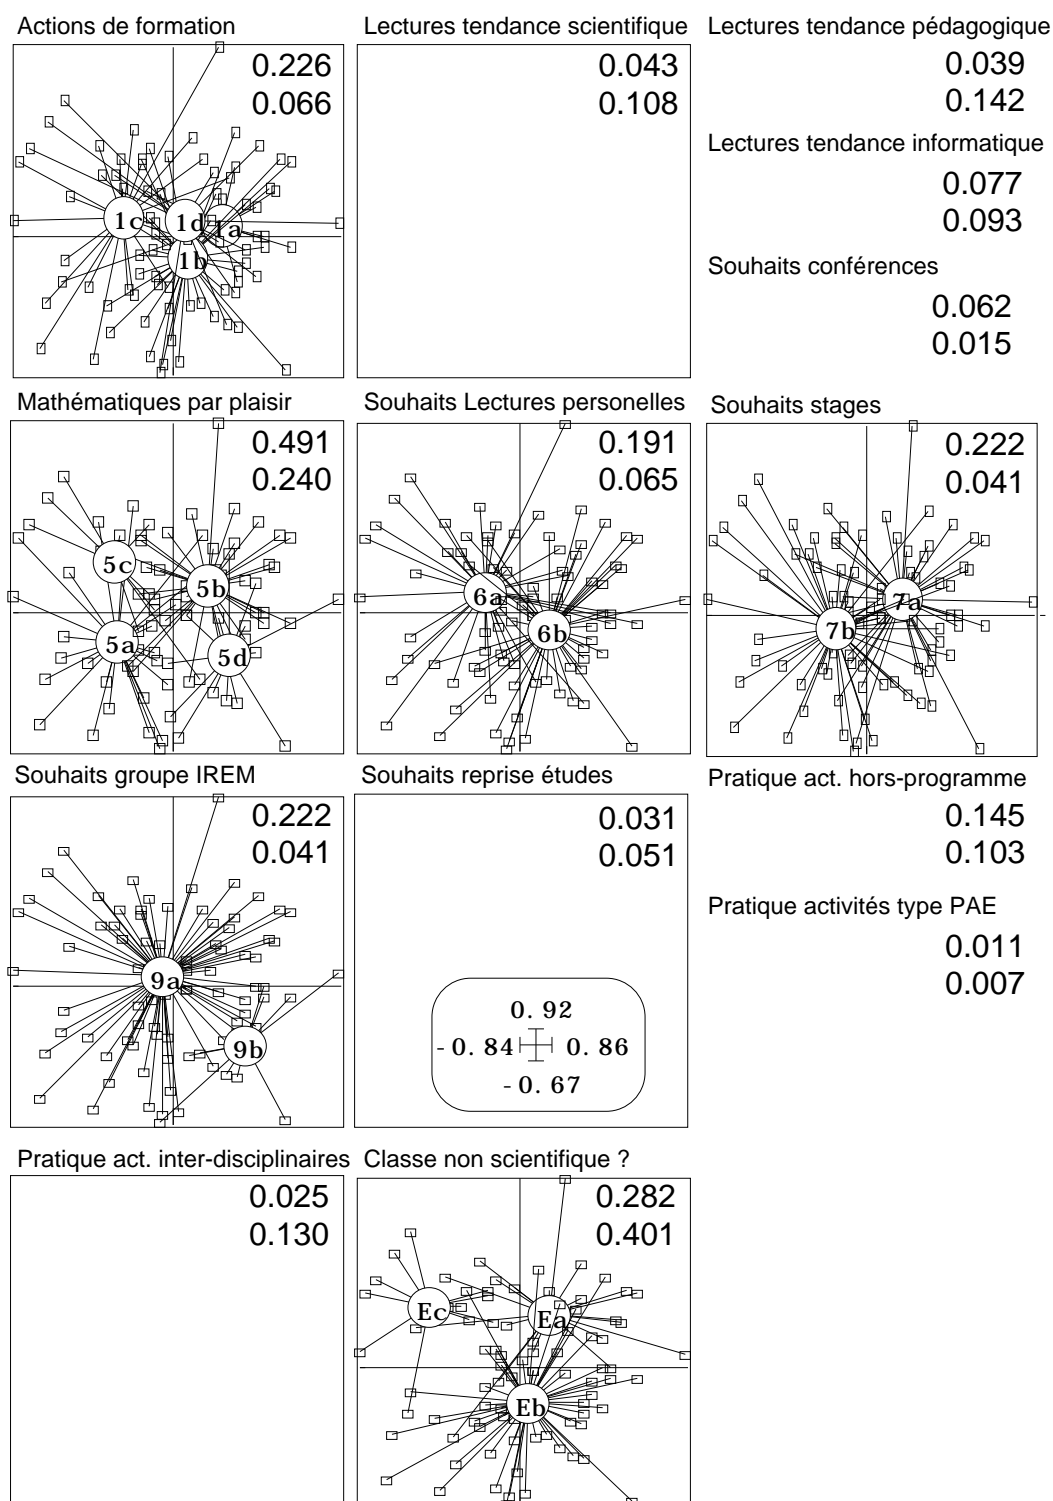 Actions de formation
0.226
0.066
1c
1d
1a
1b
Lectures tendance scientifique
0.043
0.108
Lectures tendance pédagogique
0.039
0.142
Lectures tendance informatique
0.077
0.093
Souhaits conférences
0.062
0.015
Mathématiques par plaisir
0.491
0.240
5c
5b
5a
5d
Souhaits Lectures personelles
0.191
0.065
6a
6b
Souhaits stages
0.222
0.041
7a
7b
Souhaits groupe IREM
0.222
0.041
9a
9b
Souhaits reprise études
0.031
0.051
0. 92
- 0. 84 0. 86
- 0. 67
Pratique act. hors-programme
0.145
0.103
Pratique activités type PAE
0.011
0.007
Pratique act. inter-disciplinaires
0.025
0.130
Classe non scientifique ?
0.282
0.401
Ec
Ea
Eb